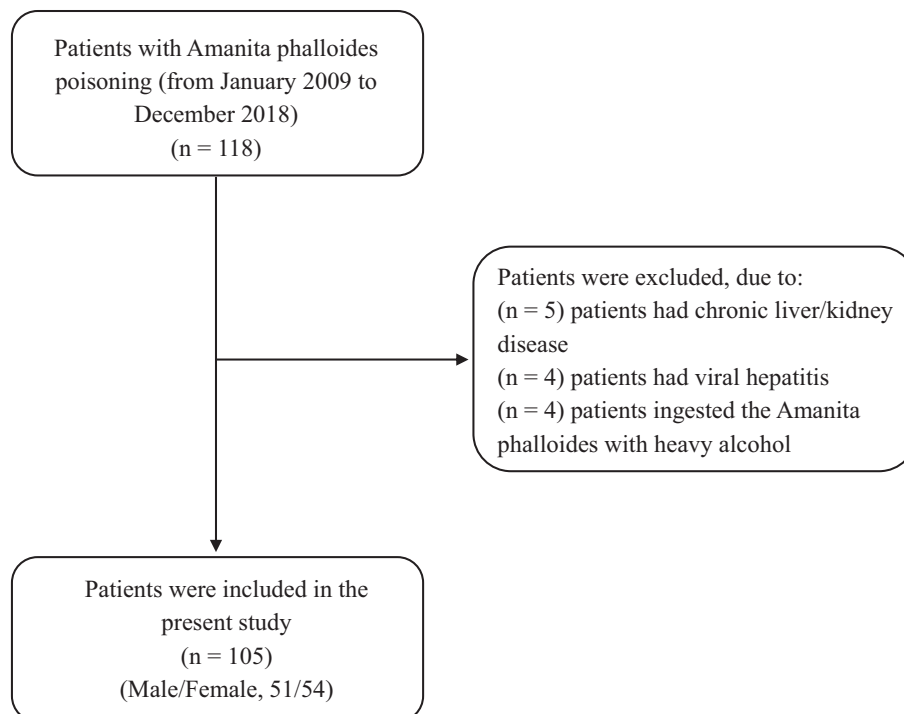 Patients with Amanita phalloides
poisoning (from January 2009 to
December 2018)
(n = 118)
Patients were excluded, due to:
(n = 5) patients had chronic liver/kidney
disease
(n = 4) patients had viral hepatitis
(n = 4) patients ingested the Amanita
phalloides with heavy alcohol
Patients were included in the
present study
(n = 105)
(Male/Female, 51/54)